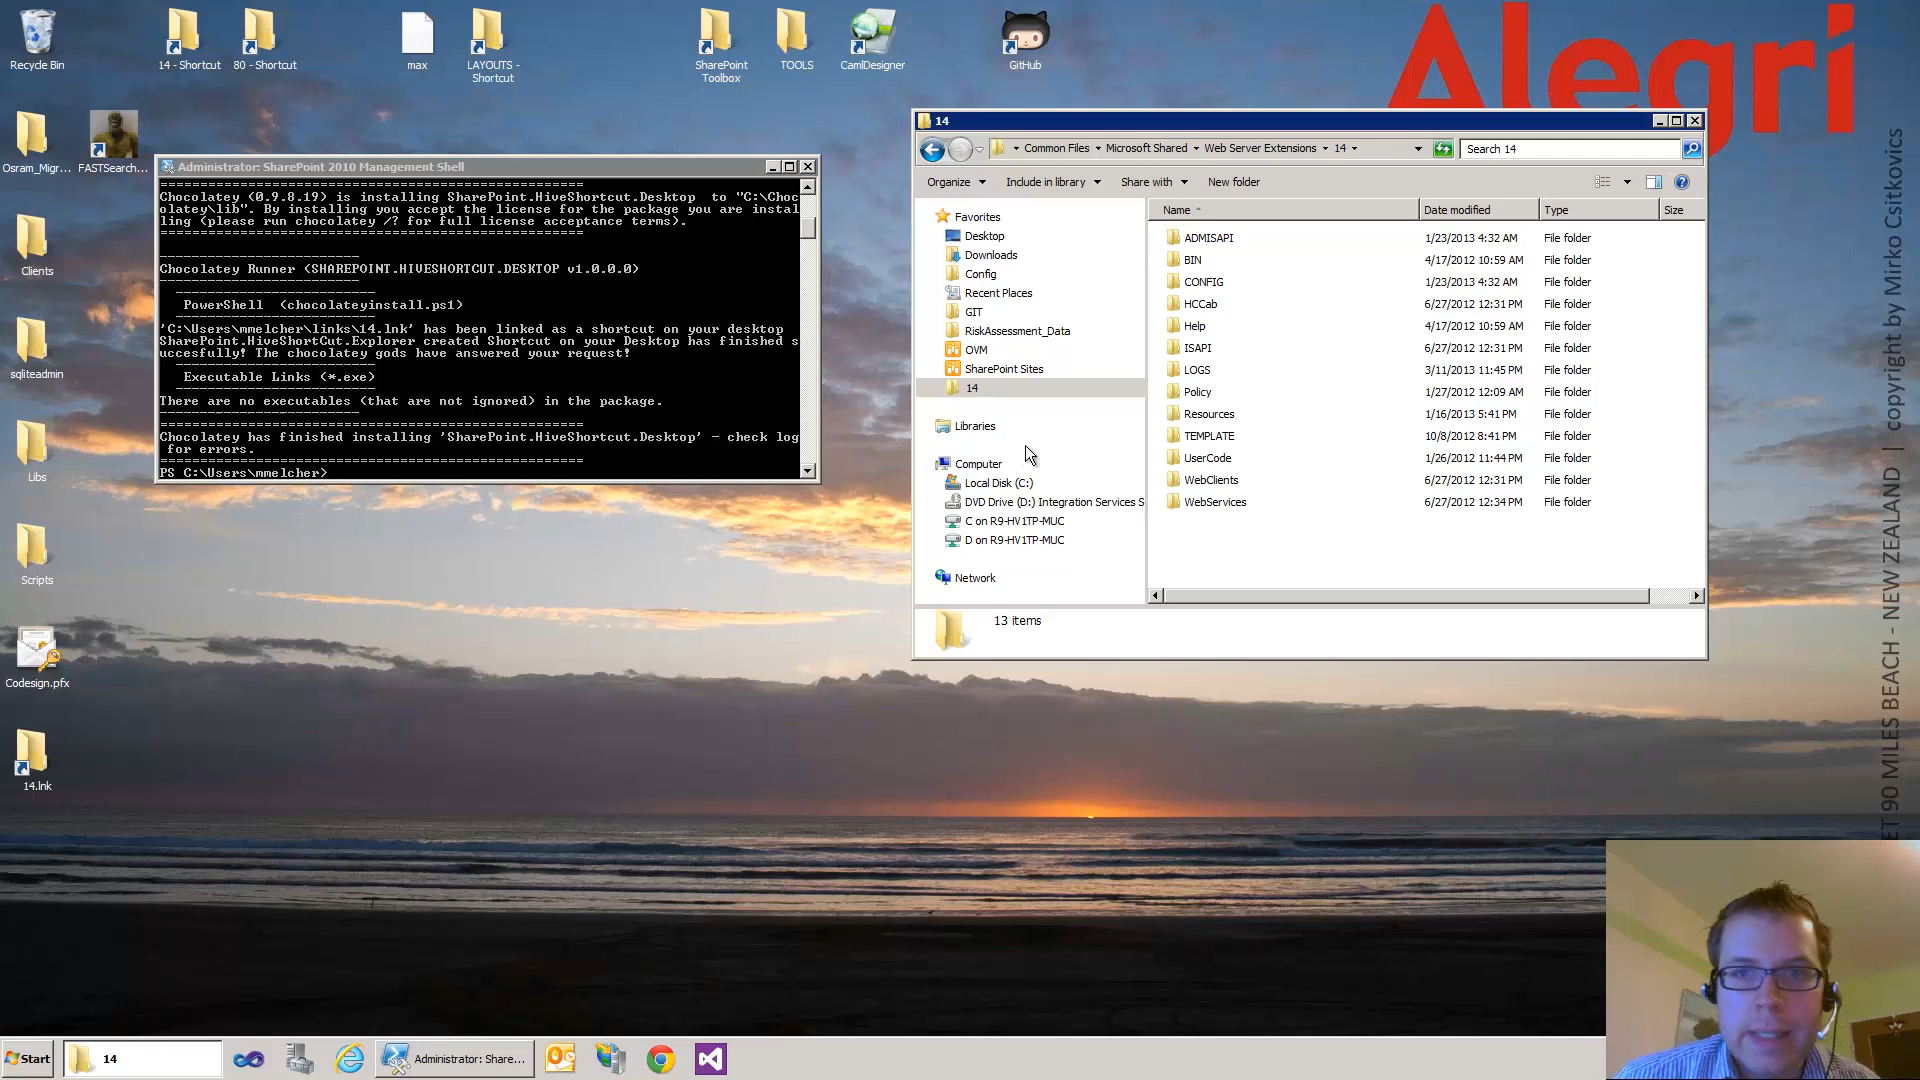 Alegri
Recycle Bin
14 - Shortcut
80 - Shortcut
max
LAYOUTS -
Shortcut
SharePoint
Toolbox
TOOLS
CamlDesigner
GitHub
Osram_Migr...
FASTSearch...
Clients
sqliteadmin
Libs
Scripts
Codesign.pfx
14.lnk
Administrator: SharePoint 2010 Management Shell
Chocolatey (0.9.8.19) is installing SharePoint.HiveShortcut.Desktop  to "C:\Choc
olatey\lib". By installing you accept the license for the package you are instal
ling (please run chocolatey /? for full license acceptance terms).
Chocolatey Runner (SHAREPOINT.HIVESHORTCUT.DESKTOP v1.0.0.0)
PowerShell  (chocolateyinstall.ps1)
'C:\Users\mmelcher\links\14.lnk' has been linked as a shortcut on your desktop
SharePoint.HiveShortCut.Explorer created Shortcut on your Desktop has finished s
uccesfully! The chocolatey gods have answered your request!
Executable Links (*.exe)
There are no executables (that are not ignored) in the package.
Chocolatey has finished installing 'SharePoint.HiveShortcut.Desktop' - check log
for errors.
PS C:\Users\mmelcher>
14
Common Files
Microsoft Shared
Web Server Extensions
14
Search 14
Organize
Include in library
Share with
New folder
Favorites
Desktop
Downloads
Config
Recent Places
GIT
RiskAssessment_Data
OVM
SharePoint Sites
14
Libraries
Computer
Local Disk (C:)
DVD Drive (D:) Integration Services S
C on R9-HV1TP-MUC
D on R9-HV1TP-MUC
Network
Name Date modified Type Size
ADMISAPI 1/23/2013 4:32 AM File folder
BIN 4/17/2012 10:59 AM File folder
CONFIG 1/23/2013 4:32 AM File folder
HCCab 6/27/2012 12:31 PM File folder
Help 4/17/2012 10:59 AM File folder
ISAPI 6/27/2012 12:31 PM File folder
LOGS 3/11/2013 11:45 PM File folder
Policy 1/27/2012 12:09 AM File folder
Resources 1/16/2013 5:41 PM File folder
TEMPLATE 10/8/2012 8:41 PM File folder
UserCode 1/26/2012 11:44 PM File folder
WebClients 6/27/2012 12:31 PM File folder
WebServices 6/27/2012 12:34 PM File folder
13 items
ET 90 MILES BEACH - NEW ZEALAND | copyright by Mirko Csitkovics
Start
14
Administrator: Share...